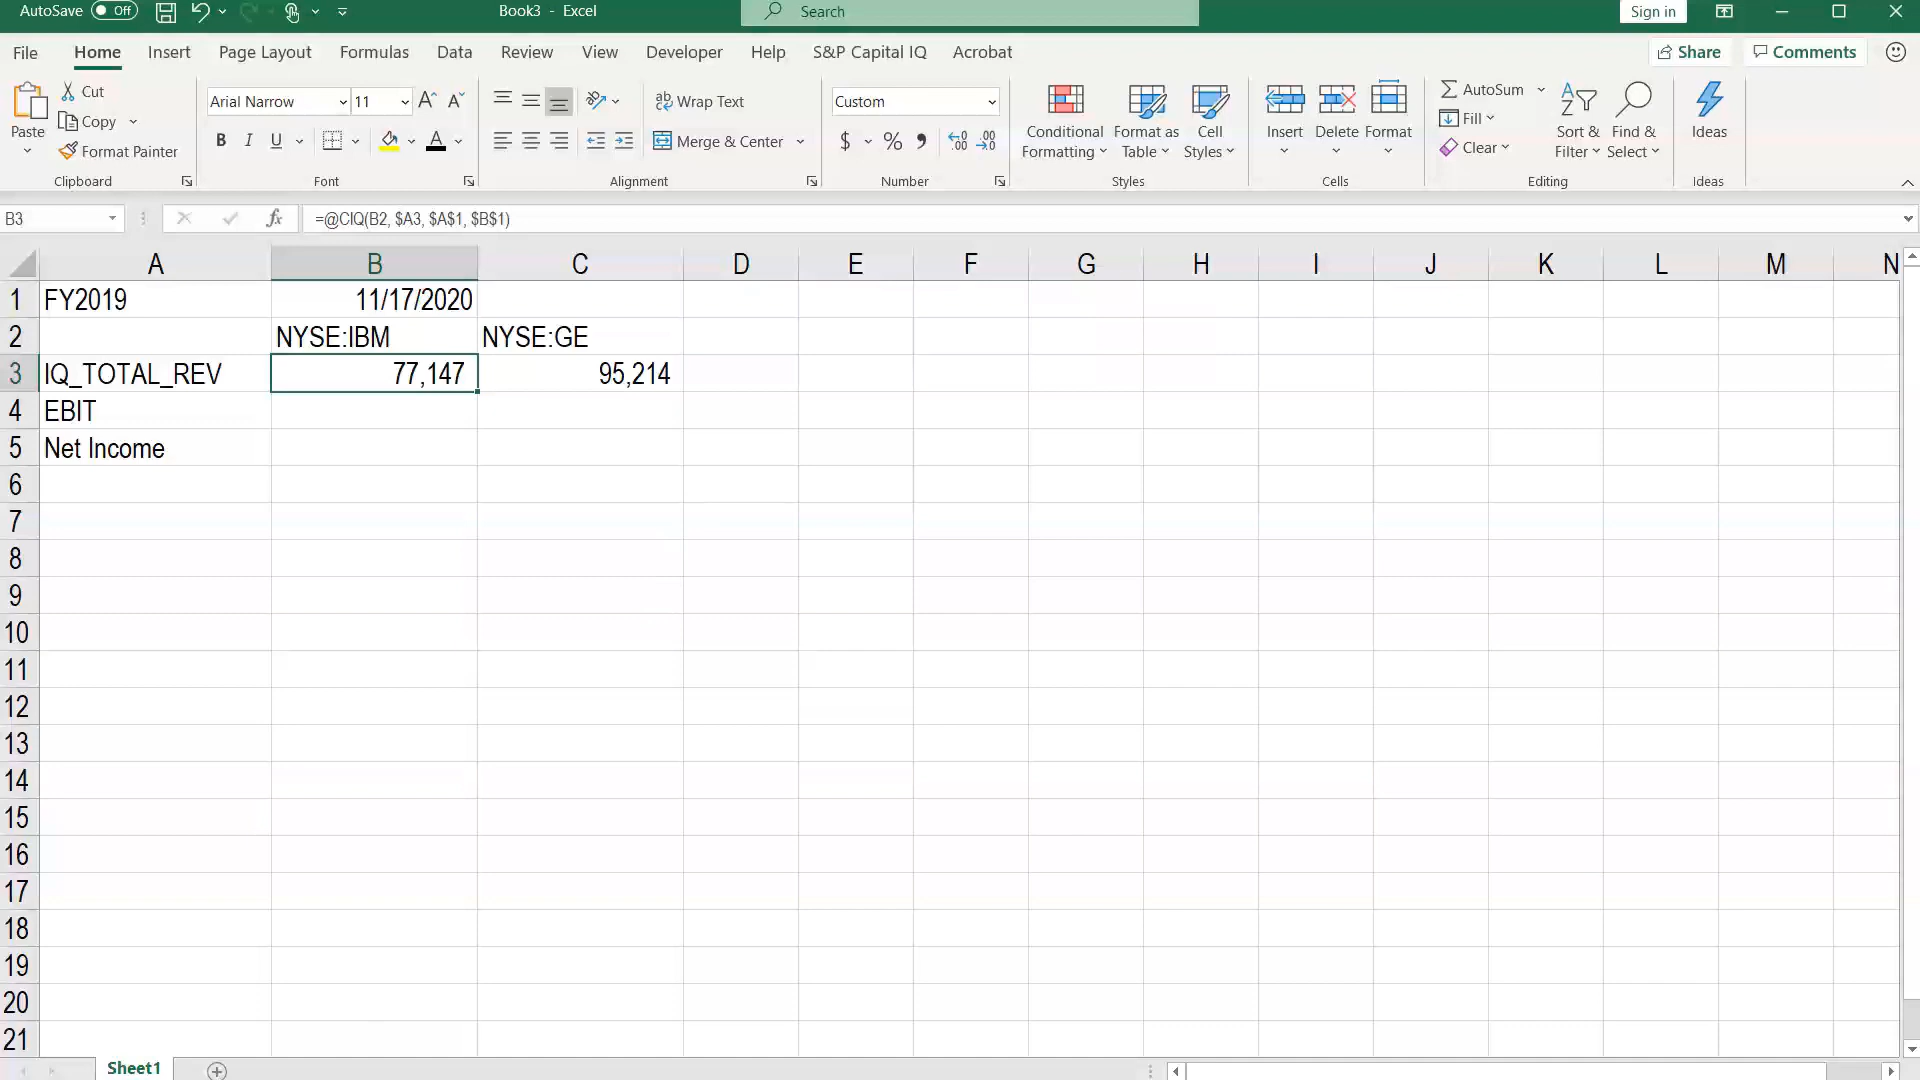 AutoSave Off Book3 - Excel Search Sign in
File Home Insert Page Layout Formulas Data Review View Developer Help S&P Capital IQ Acrobat Share Comments
Paste Cut Copy Format Painter Clipboard
Arial Narrow 11 A A B I U A Font
ab Wrap Text Merge & Center Alignment
Custom $ % 9 Number
Conditional Formatting Format as Table Cell Styles Styles
Insert Delete Format Cells
AutoSum Fill Clear Sort & Filter Find & Select Editing
Ideas Ideas
B3 fx =@CIQ(B2, $A3, $A$1, $B$1)
A B C D E F G H I J K L M N
1 FY2019 11/17/2020
2 NYSE:IBM NYSE:GE
3 IQ_TOTAL_REV 77,147 95,214
4 EBIT
5 Net Income
6
7
8
9
10
11
12
13
14
15
16
17
18
19
20
21
Sheet1